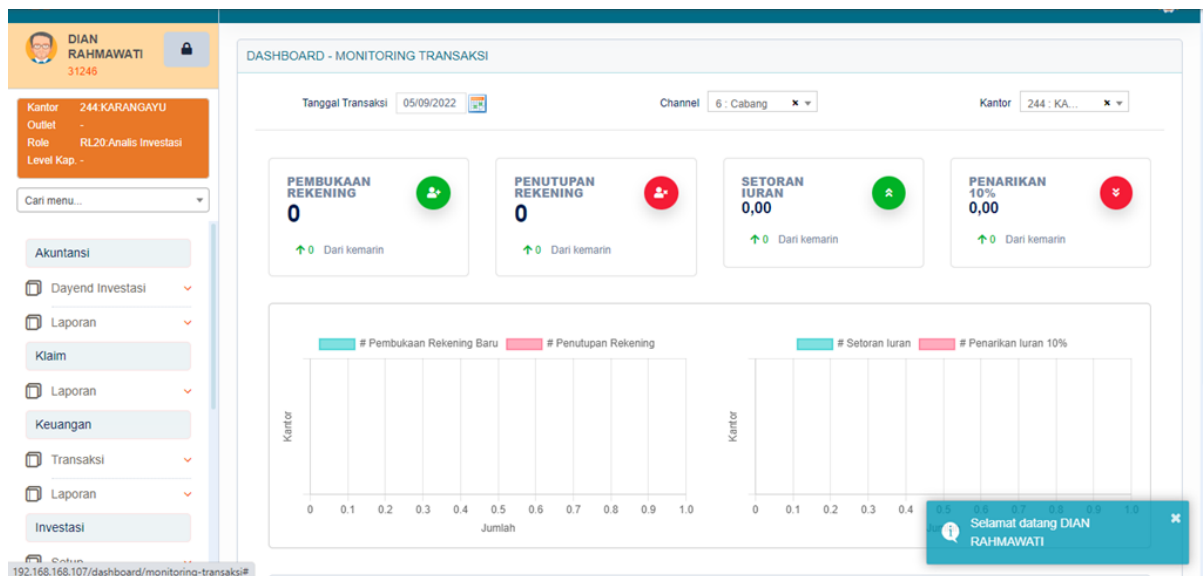 DIAN
RAHMAWATI
31246
Kantor 244:KARANGAYU
Outlet -
Role RL20:Analis Investasi
Level Kap. -
Cari menu...
Akuntansi
Dayend Investasi
Laporan
Klaim
Laporan
Keuangan
Transaksi
Laporan
Investasi
Setup
192.168.168.107/dashboard/monitoring-transaksi#
DASHBOARD - MONITORING TRANSAKSI
Tanggal Transaksi 05/09/2022 Channel 6 : Cabang × Kantor 244 : KA... ×
PEMBUKAAN
REKENING
0
0 Dari kemarin
PENUTUPAN
REKENING
0
0 Dari kemarin
SETORAN
IURAN
0,00
0 Dari kemarin
PENARIKAN
10%
0,00
0 Dari kemarin
# Pembukaan Rekening Baru # Penutupan Rekening
Kantor
0 0.1 0.2 0.3 0.4 0.5 0.6 0.7 0.8 0.9 1.0
Jumlah
# Setoran Iuran # Penarikan Iuran 10%
Kantor
0 0.1 0.2 0.3 0.4 0.5 0.6 0.7 0.8 0.9 1.0
Selamat datang DIAN
RAHMAWATI
×